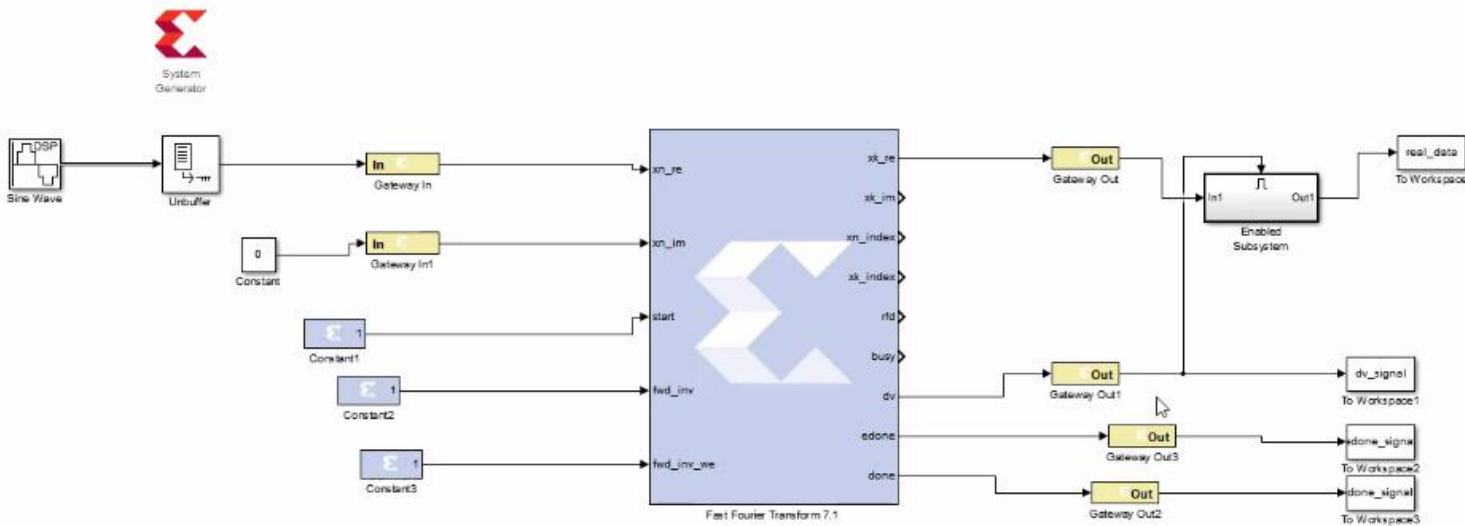 System
Generator
DSP
Sine Wave
Unbuffer
In
Gateway In
0
Constant
In
Gateway In1
1
Constant1
1
Constant2
1
Constant3
xn_re
xn_im
start
fwd_inv
fwd_inv_we
xk_re
xk_im
xn_index
xk_index
rfd
busy
dv
edone
done
Fast Fourier Transform 7.1
Out
Gateway Out
Out
Gateway Out1
Out
Gateway Out3
Out
Gateway Out2
In1
Out1
Enabled
Subsystem
real_data
To Workspace
dv_signal
To Workspace1
edone_signa
To Workspace2
done_signal
To Workspace3